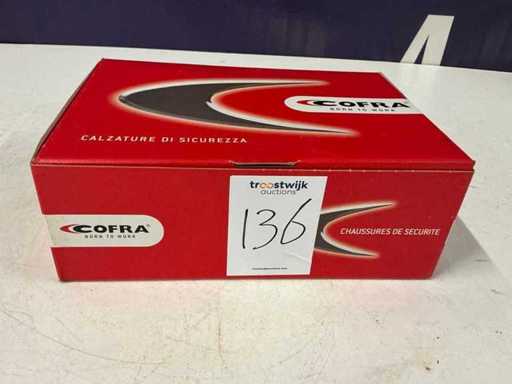 COFRA
BORN TO WORK
CALZATURE DI SICUREZZA
troostwijk
auctions
136
COFRA
BORN TO WORK
CHAUSSURES DE SECURITE
A